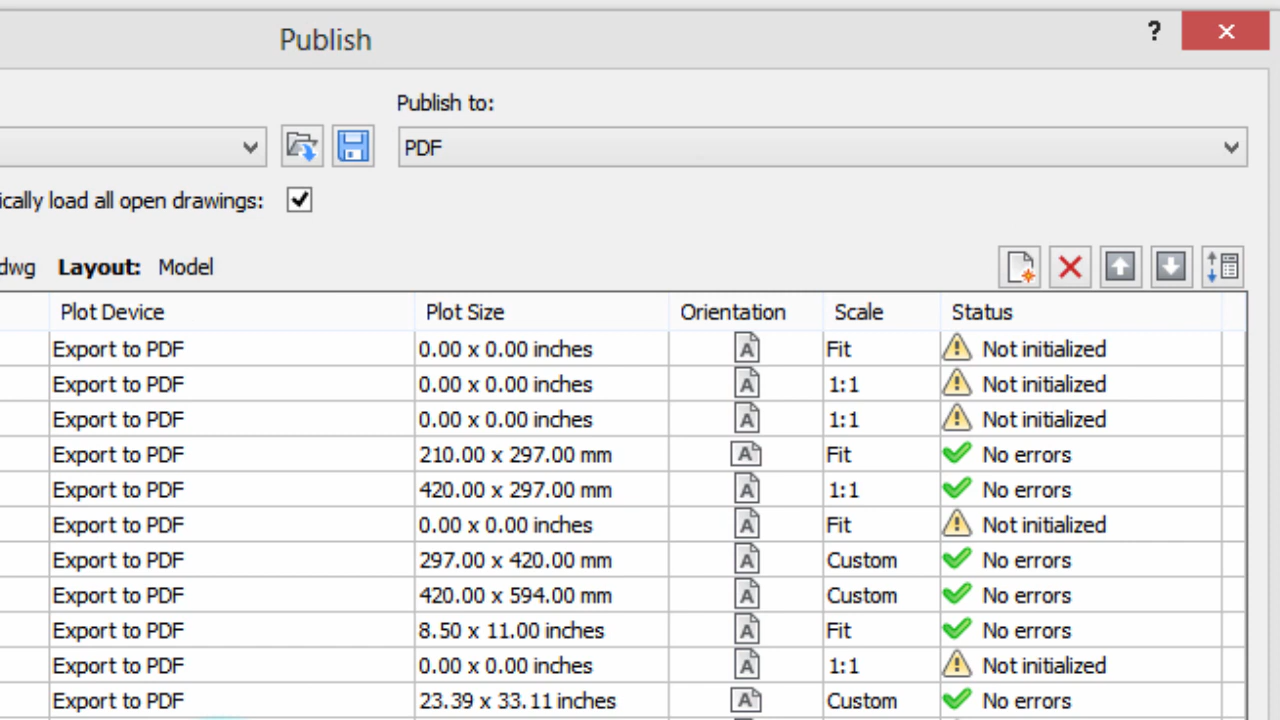 Publish
?
Publish to:
PDF
ically load all open drawings:
dwg Layout: Model
Plot Device Plot Size Orientation Scale Status
Export to PDF 0.00 x 0.00 inches A Fit Not initialized
Export to PDF 0.00 x 0.00 inches A 1:1 Not initialized
Export to PDF 0.00 x 0.00 inches A 1:1 Not initialized
Export to PDF 210.00 x 297.00 mm A Fit No errors
Export to PDF 420.00 x 297.00 mm A 1:1 No errors
Export to PDF 0.00 x 0.00 inches A Fit Not initialized
Export to PDF 297.00 x 420.00 mm A Custom No errors
Export to PDF 420.00 x 594.00 mm A Custom No errors
Export to PDF 8.50 x 11.00 inches A Fit No errors
Export to PDF 0.00 x 0.00 inches A 1:1 Not initialized
Export to PDF 23.39 x 33.11 inches A Custom No errors